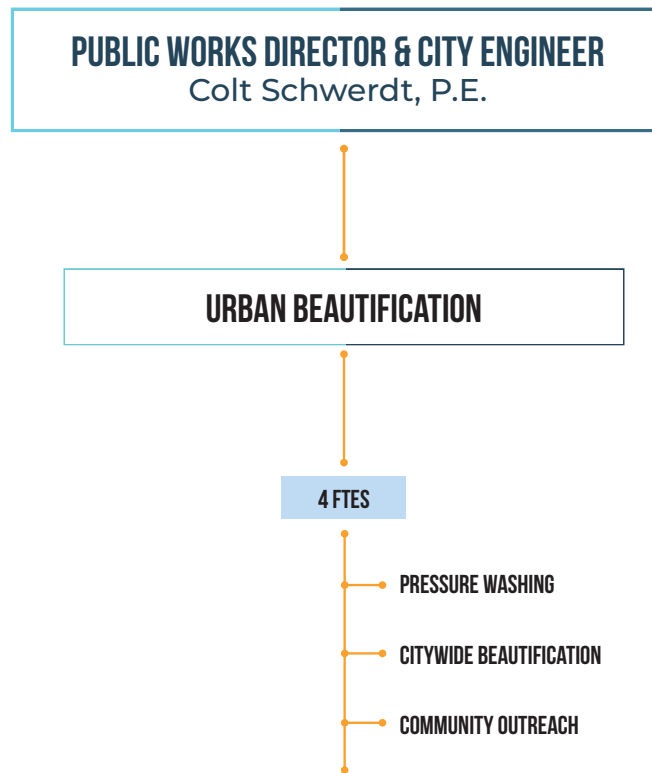 PUBLIC WORKS DIRECTOR & CITY ENGINEER
Colt Schwerdt, P.E.
URBAN BEAUTIFICATION
4 FTES
PRESSURE WASHING
CITYWIDE BEAUTIFICATION
COMMUNITY OUTREACH